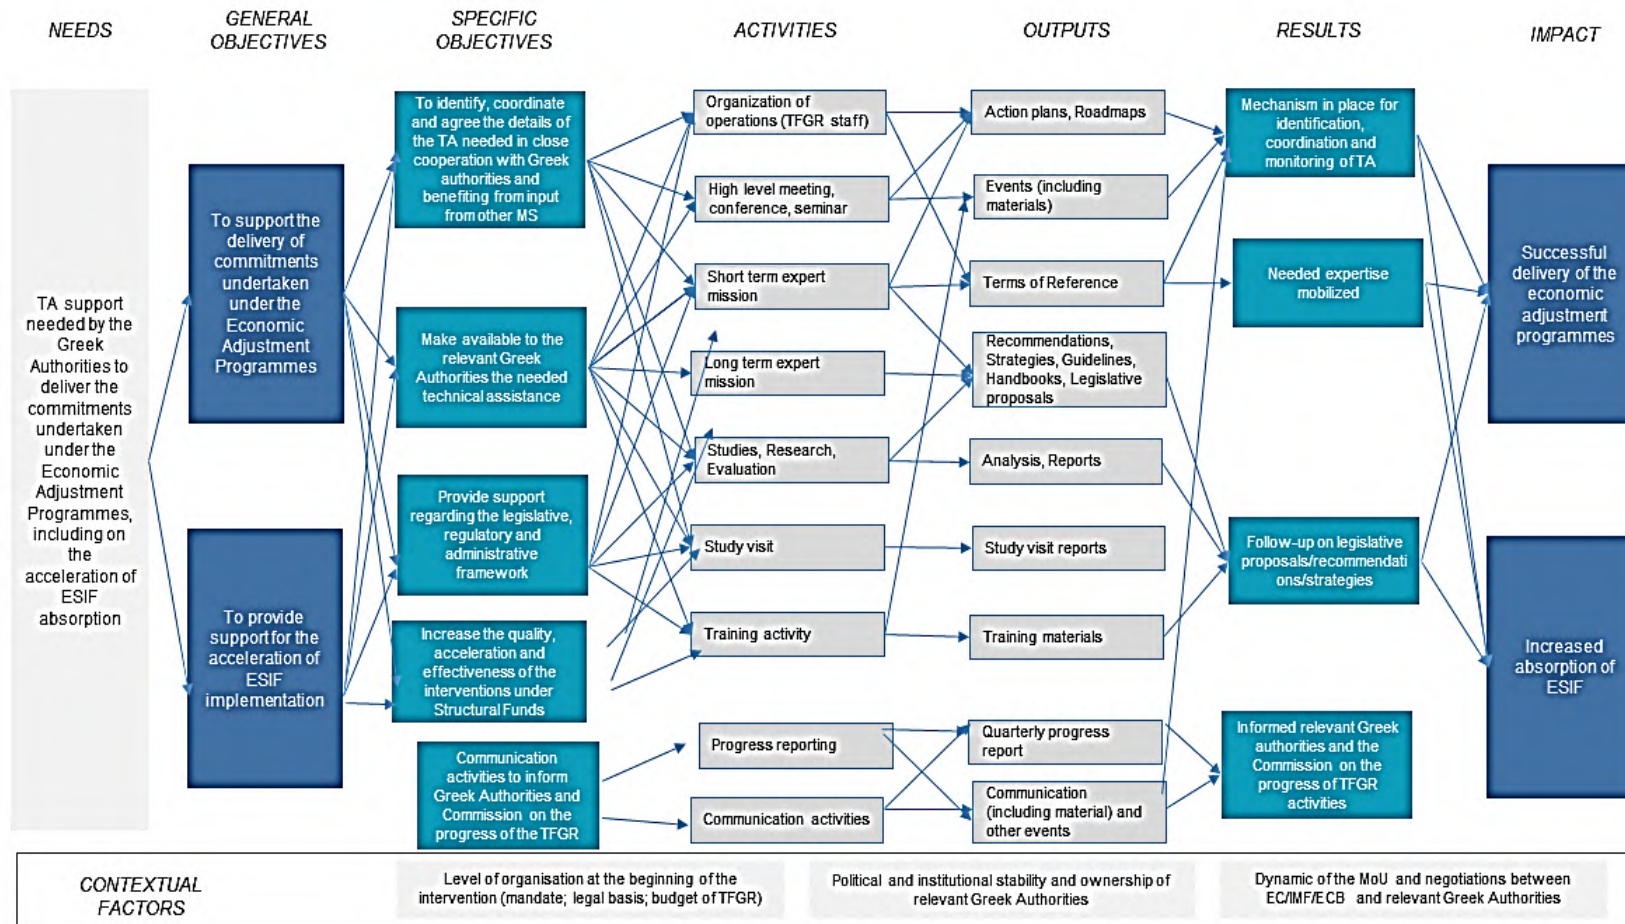 NEEDS
GENERAL
OBJECTIVES
SPECIFIC
OBJECTIVES
ACTIVITIES
OUTPUTS
RESULTS
IMPACT
TA support
needed by the
Greek
Authorities to
deliver the
commitments
undertaken
under the
Economic
Adjustment
Programmes,
including on
the
acceleration of
ESIF
absorption
To support the
delivery of
commitments
undertaken
under the
Economic
Adjustment
Programmes
To provide
support for the
acceleration of
ESIF
implementation
To identify, coordinate
and agree the details of
the TA needed in close
cooperation with Greek
authorities and
benefiting from input
from other MS
Make available to the
relevant Greek
Authorities the needed
technical assistance
Provide support
regarding the legislative,
regulatory and
administrative
framework
Increase the quality,
acceleration and
effectiveness of the
interventions under
Structural Funds
Communication
activities to inform
Greek Authorities and
Commission on the
progress of the TFGR
Organization of
operations (TFGR staff)
High level meeting,
conference, seminar
Short term expert
mission
Long term expert
mission
Studies, Research,
Evaluation
Study visit
Training activity
Progress reporting
Communication activities
Action plans, Roadmaps
Events (including
materials)
Terms of Reference
Recommendations,
Strategies, Guidelines,
Handbooks, Legislative
proposals
Analysis, Reports
Study visit reports
Training materials
Quarterly progress
report
Communication
(including material) and
other events
Mechanism in place for
identification,
coordination and
monitoring of TA
Needed expertise
mobilized
Follow-up on legislative
proposals/recommendati
ons/strategies
Informed relevant Greek
authorities and the
Commission on the
progress of TFGR
activities
Successful
delivery of the
economic
adjustment
programmes
Increased
absorption of
ESIF
CONTEXTUAL
FACTORS
Level of organisation at the beginning of the
intervention (mandate; legal basis; budget of TFGR)
Political and institutional stability and ownership of
relevant Greek Authorities
Dynamic of the MoU and negotiations between
EC/IMF/ECB and relevant Greek Authorities